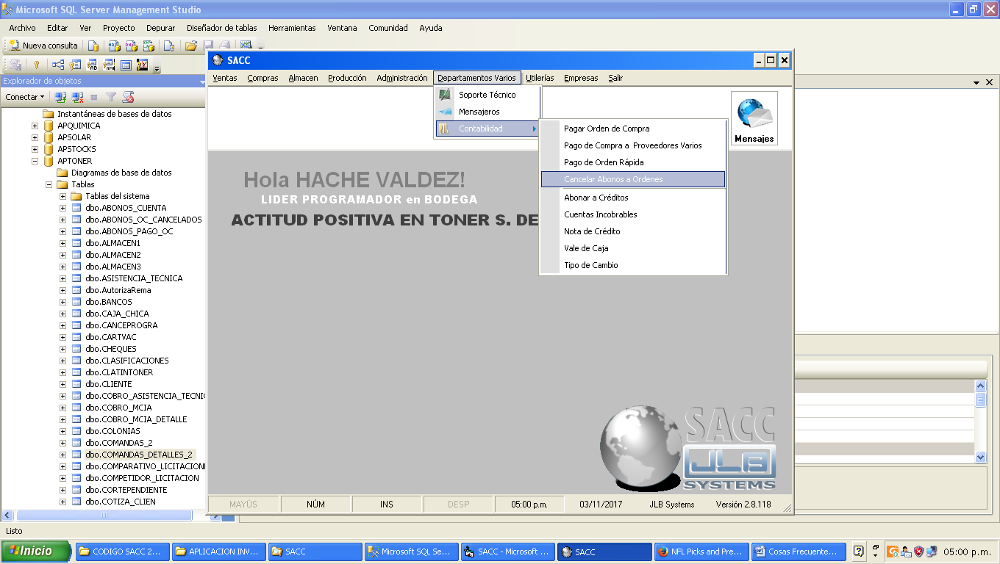 Microsoft SQL Server Management Studio
Archivo Editar Ver Proyecto Depurar Diseñador de tablas Herramientas Ventana Comunidad Ayuda
Nueva consulta
Explorador de objetos
Conectar
Instantáneas de bases de datos
APQUIMICA
APSOLAR
APSTOCKS
APTONER
Diagramas de base de datos
Tablas
Tablas del sistema
dbo.ABONOS_CUENTA
dbo.ABONOS_OC_CANCELADOS
dbo.ABONOS_PAGO_OC
dbo.ALMACEN1
dbo.ALMACEN2
dbo.ALMACEN3
dbo.ASISTENCIA_TECNICA
dbo.AutorizaRema
dbo.BANCOS
dbo.CAJA_CHICA
dbo.CANCEPROGRA
dbo.CARTVAC
dbo.CHEQUES
dbo.CLASIFICACIONES
dbo.CLATINTONER
dbo.CLIENTE
dbo.COBRO_ASISTENCIA_TECNIC
dbo.COBRO_MCIA
dbo.COBRO_MCIA_DETALLE
dbo.COLONIAS
dbo.COMANDAS_2
dbo.COMANDAS_DETALLES_2
dbo.COMPARATIVO_LICITACION
dbo.COMPETIDOR_LICITACION
dbo.CORTEPENDIENTE
dbo.COTIZA_CLIEN
SACC
Ventas Compras Almacen Producción Administración Departamentos Varios Utilerías Empresas Salir
Soporte Técnico
Mensajeros
Contabilidad
Pagar Orden de Compra
Pago de Compra a Proveedores Varios
Pago de Orden Rápida
Cancelar Abonos a Ordenes
Abonar a Créditos
Cuentas Incobrables
Nota de Crédito
Vale de Caja
Tipo de Cambio
Mensajes
Hola HACHE VALDEZ!
LIDER PROGRAMADOR en BODEGA
ACTITUD POSITIVA EN TONER S. DE
SACC
JLB
SYSTEMS
MAYÚS NÚM INS DESP 05:00 p.m. 03/11/2017 JLB Systems Versión 2.8.118
Listo
Inicio CODIGO SACC 2... APLICACION INV... SACC Microsoft SQL Se... SACC - Microsoft ... SACC NFL Picks and Pre... Cosas Frecuente... 05:00 p.m.